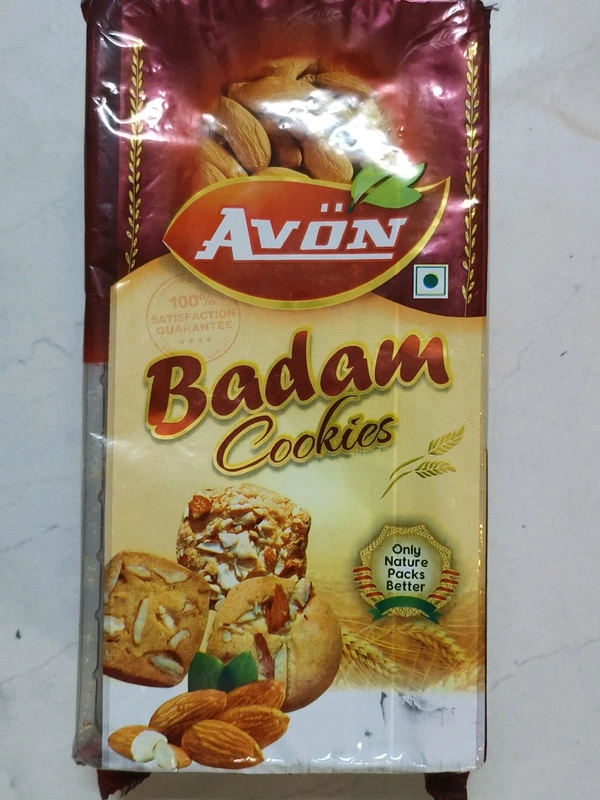 AVÖN
100%
SATISFACTION
GUARANTEE
Badam
Cookies
Only
Nature
Packs
Better